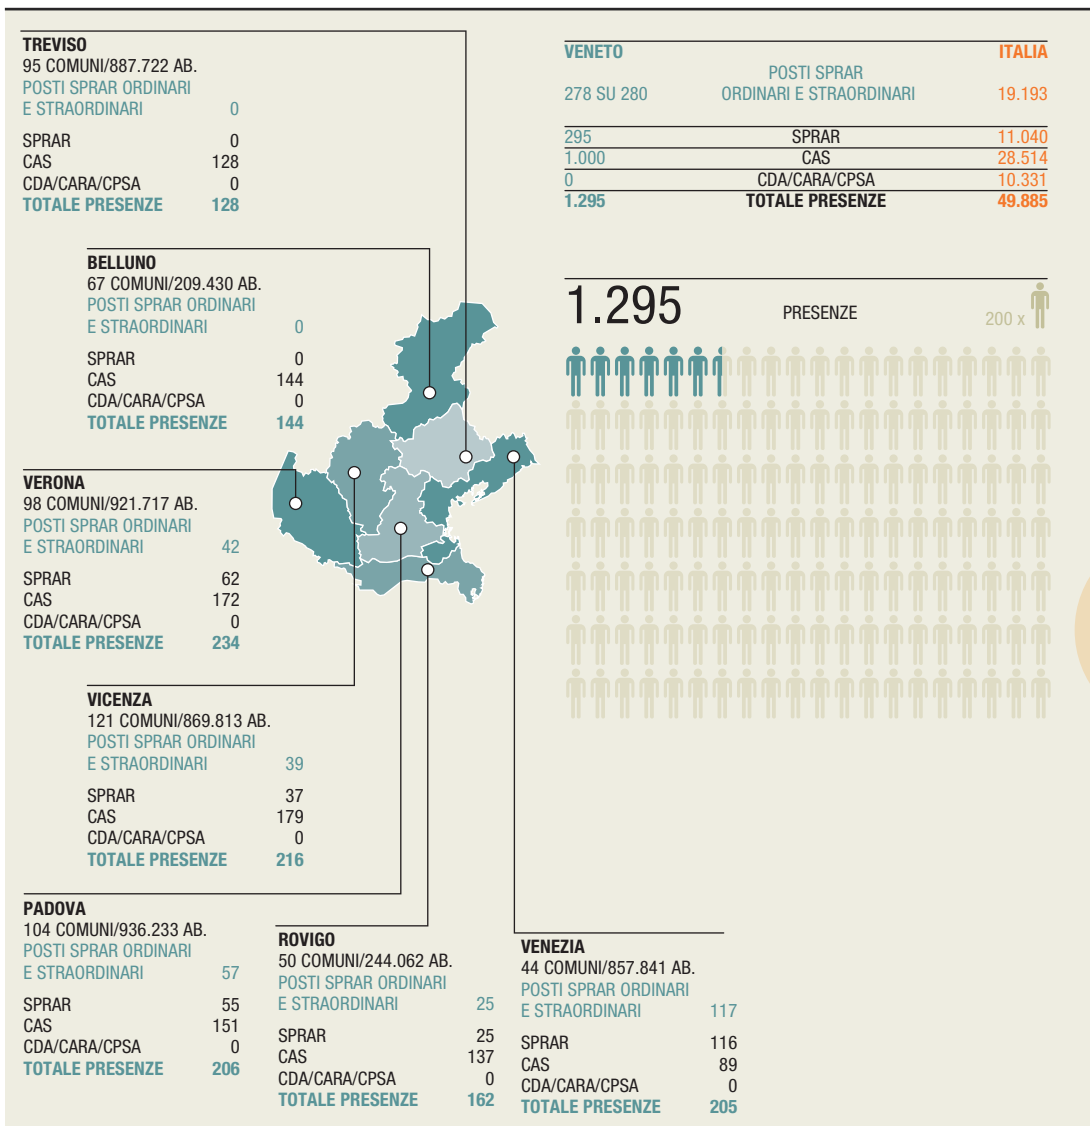 TREVISO
95 COMUNI/887.722 AB.
POSTI SPRAR ORDINARI
E STRAORDINARI 0
SPRAR 0
CAS 128
CDA/CARA/CPSA 0
TOTALE PRESENZE 128
VENETO ITALIA
POSTI SPRAR
278 SU 280 ORDINARI E STRAORDINARI 19.193
295 SPRAR 11.040
1.000 CAS 28.514
0 CDA/CARA/CPSA 10.331
1.295 TOTALE PRESENZE 49.885
BELLUNO
67 COMUNI/209.430 AB.
POSTI SPRAR ORDINARI
E STRAORDINARI 0
SPRAR 0
CAS 144
CDA/CARA/CPSA 0
TOTALE PRESENZE 144
1.295 PRESENZE 200 x
VERONA
98 COMUNI/921.717 AB.
POSTI SPRAR ORDINARI
E STRAORDINARI 42
SPRAR 62
CAS 172
CDA/CARA/CPSA 0
TOTALE PRESENZE 234
VICENZA
121 COMUNI/869.813 AB.
POSTI SPRAR ORDINARI
E STRAORDINARI 39
SPRAR 37
CAS 179
CDA/CARA/CPSA 0
TOTALE PRESENZE 216
PADOVA
104 COMUNI/936.233 AB.
POSTI SPRAR ORDINARI
E STRAORDINARI 57
SPRAR 55
CAS 151
CDA/CARA/CPSA 0
TOTALE PRESENZE 206
ROVIGO
50 COMUNI/244.062 AB.
POSTI SPRAR ORDINARI
E STRAORDINARI 25
SPRAR 25
CAS 137
CDA/CARA/CPSA 0
TOTALE PRESENZE 162
VENEZIA
44 COMUNI/857.841 AB.
POSTI SPRAR ORDINARI
E STRAORDINARI 117
SPRAR 116
CAS 89
CDA/CARA/CPSA 0
TOTALE PRESENZE 205